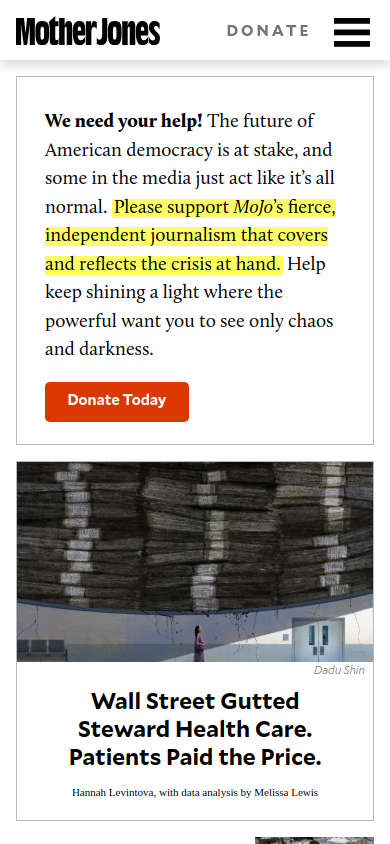 Mother Jones
DONATE
We need your help! The future of
American democracy is at stake, and
some in the media just act like it’s all
normal. Please support MoJo’s fierce,
independent journalism that covers
and reflects the crisis at hand. Help
keep shining a light where the
powerful want you to see only chaos
and darkness.
Donate Today
Dadu Shin
Wall Street Gutted
Steward Health Care.
Patients Paid the Price.
Hannah Levintova, with data analysis by Melissa Lewis